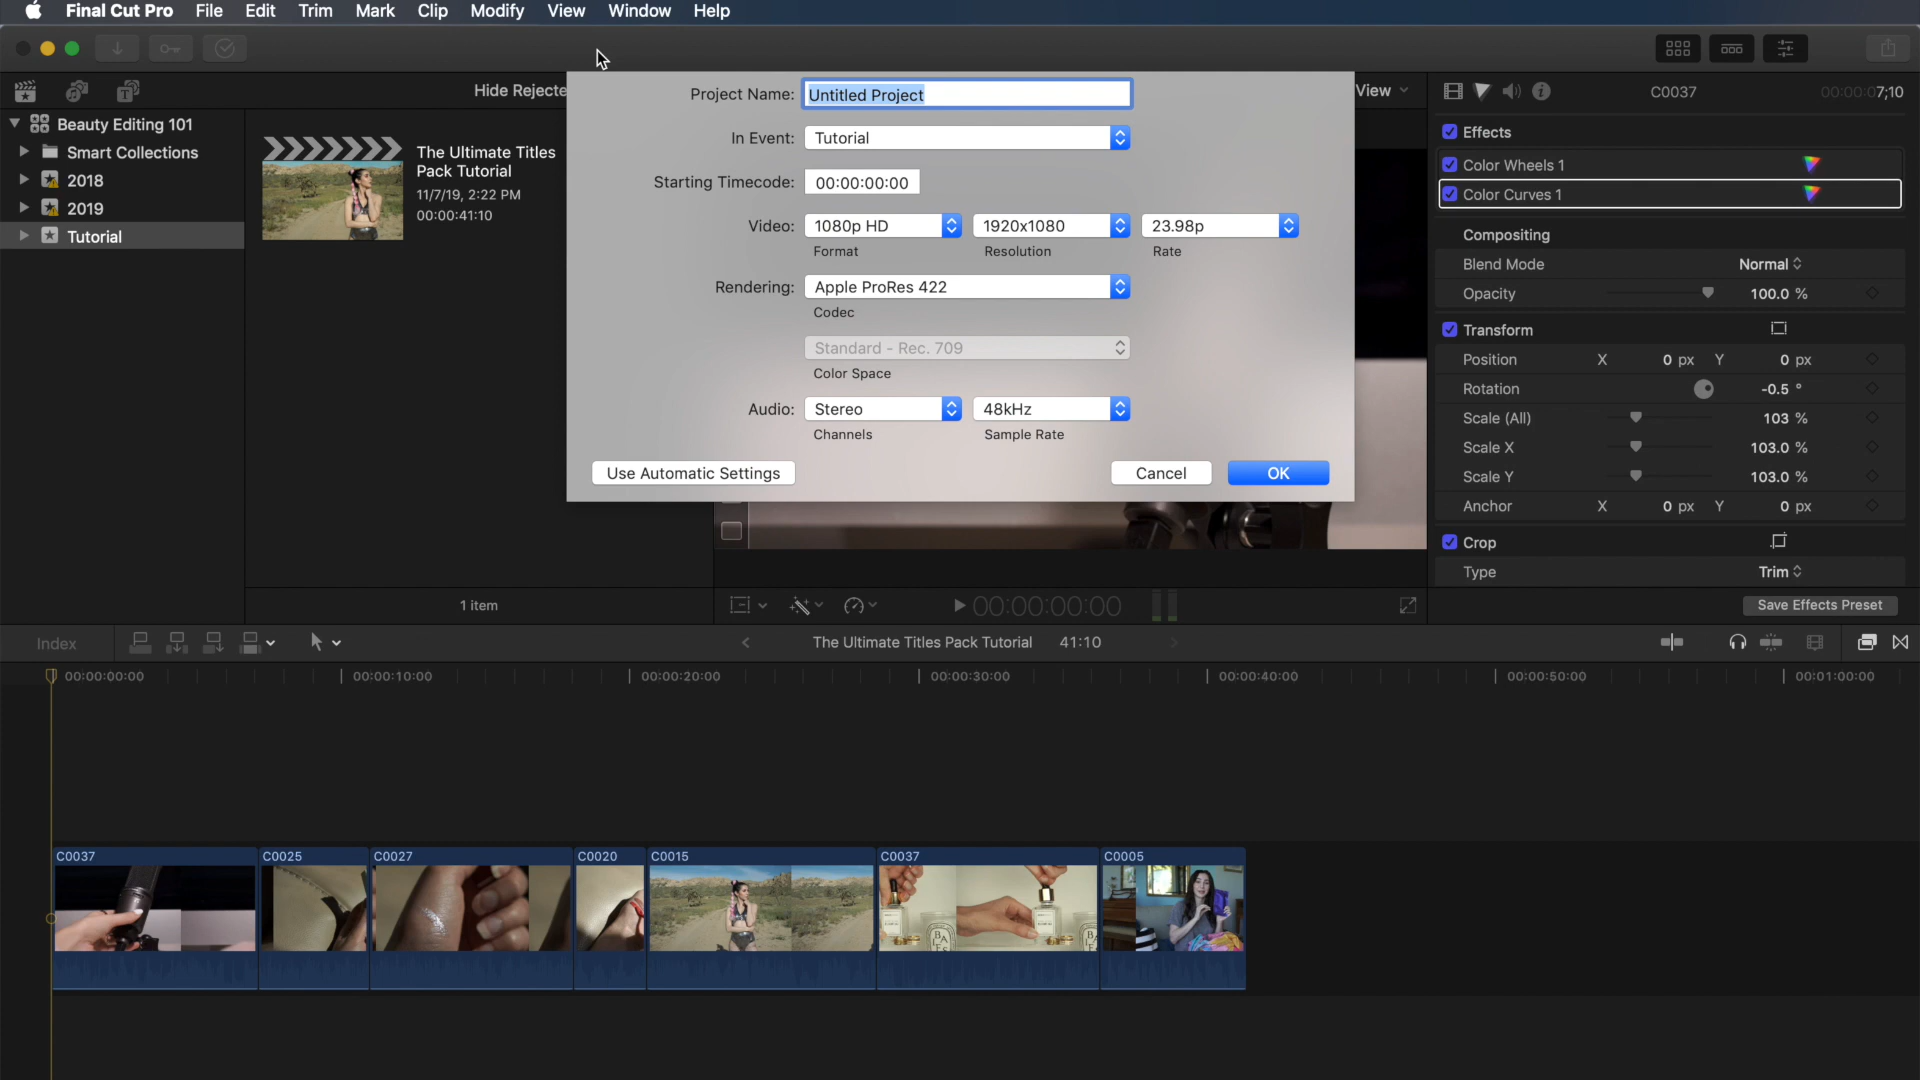 Final Cut Pro File Edit Trim Mark Clip Modify View Window Help
Hide Rejecte
View
C0037
00:00:07;10
Project Name: Untitled Project
In Event: Tutorial
Starting Timecode: 00:00:00:00
Video: 1080p HD 1920x1080 23.98p
Format Resolution Rate
Rendering: Apple ProRes 422
Codec
Standard - Rec. 709
Color Space
Audio: Stereo 48kHz
Channels Sample Rate
Use Automatic Settings Cancel OK
Beauty Editing 101
Smart Collections
2018
2019
Tutorial
The Ultimate Titles
Pack Tutorial
11/7/19, 2:22 PM
00:00:41:10
Effects
Color Wheels 1
Color Curves 1
Compositing
Blend Mode Normal
Opacity 100.0 %
Transform
Position X 0 px Y 0 px
Rotation -0.5 °
Scale (All) 103 %
Scale X 103.0 %
Scale Y 103.0 %
Anchor X 0 px Y 0 px
Crop
Type Trim
1 item
00:00:00:00
Save Effects Preset
Index
The Ultimate Titles Pack Tutorial 41:10
00:00:00:00 00:00:10:00 00:00:20:00 00:00:30:00 00:00:40:00 00:00:50:00 00:01:00:00
C0037 C0025 C0027 C0020 C0015 C0037 C0005